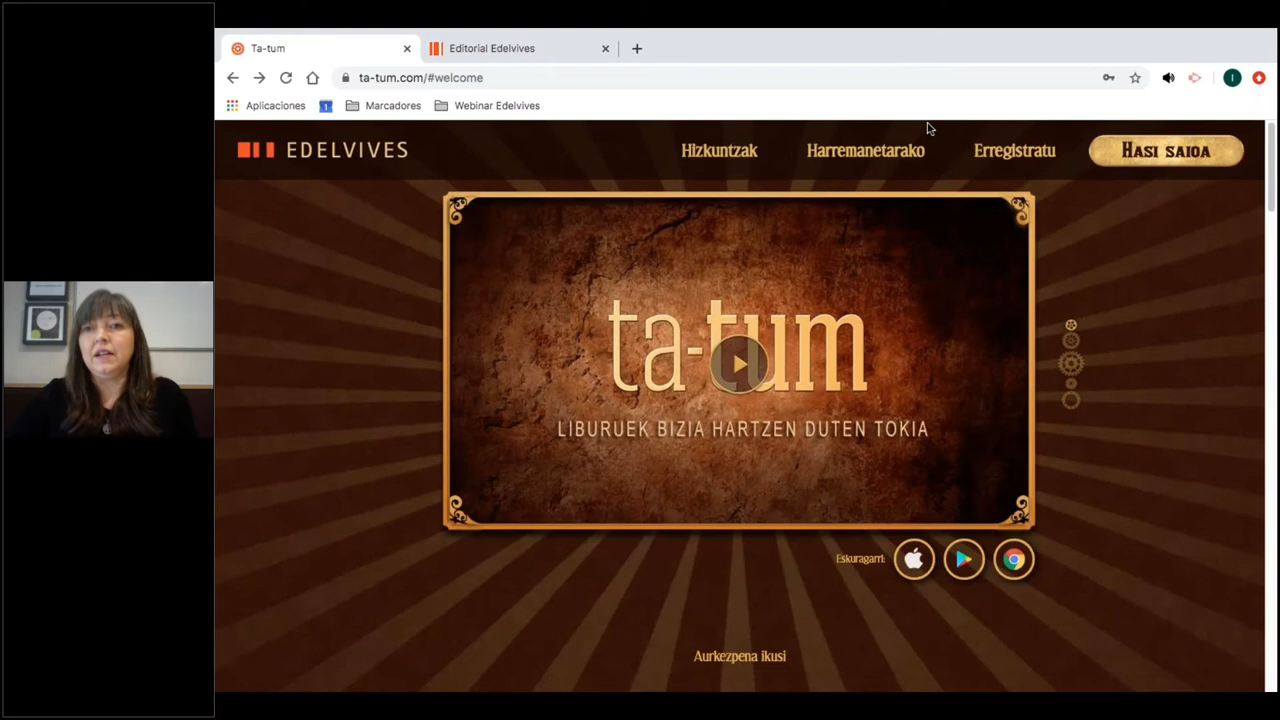 Ta-tum
Editorial Edelvives
ta-tum.com/#welcome
Aplicaciones
Marcadores
Webinar Edelvives
EDELVIVES
Hizkuntzak
Harremanetarako
Erregistratu
Hasi saioa
ta-tum
LIBURUEK BIZIA HARTZEN DUTEN TOKIA
Eskuragarri:
Aurkezpena ikusi